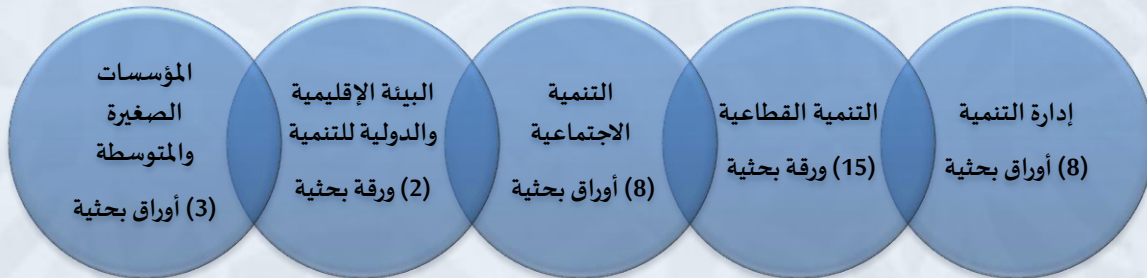 إدارة التنمية
(8) أوراق بحثية
التنمية القطاعية
(15) ورقة بحثية
التنمية
الاجتماعية
(8) أوراق بحثية
البيئة الإقليمية
والدولية للتنمية
(2) ورقة بحثية
المؤسسات
الصغيرة
والمتوسطة
(3) أوراق بحثية